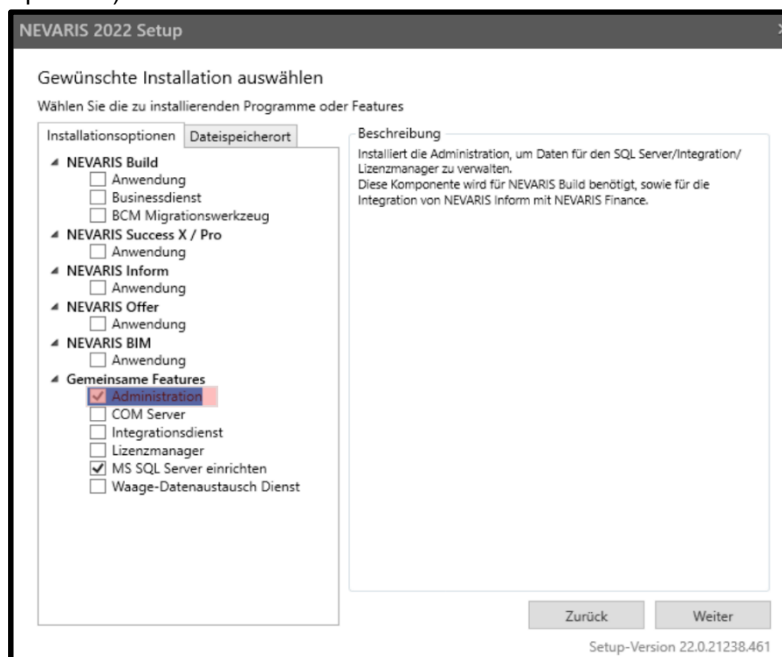 NEVARIS 2022 Setup
Gewünschte Installation auswählen
Wählen Sie die zu installierenden Programme oder Features
Installationsoptionen Dateispeicherort
NEVARIS Build
Anwendung
Businessdienst
BCM Migrationswerkzeug
NEVARIS Success X / Pro
Anwendung
NEVARIS Inform
Anwendung
NEVARIS Offer
Anwendung
NEVARIS BIM
Anwendung
Gemeinsame Features
Administration
COM Server
Integrationsdienst
Lizenzmanager
MS SQL Server einrichten
Waage-Datenaustausch Dienst
Beschreibung
Installiert die Administration, um Daten für den SQL Server/Integration/
Lizenzmanager zu verwalten.
Diese Komponente wird für NEVARIS Build benötigt, sowie für die
Integration von NEVARIS Inform mit NEVARIS Finance.
Zurück Weiter
Setup-Version 22.0.21238.461